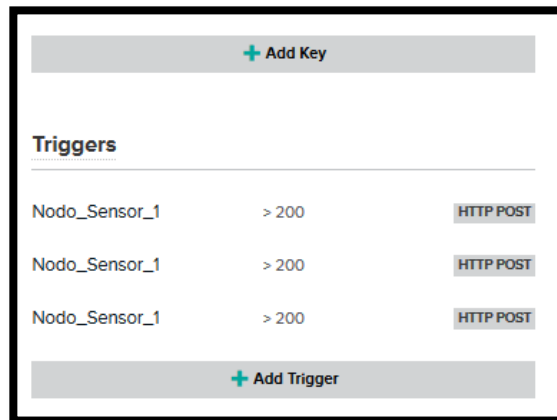 + Add Key
Triggers
Nodo_Sensor_1 > 200 HTTP POST
Nodo_Sensor_1 > 200 HTTP POST
Nodo_Sensor_1 > 200 HTTP POST
+ Add Trigger